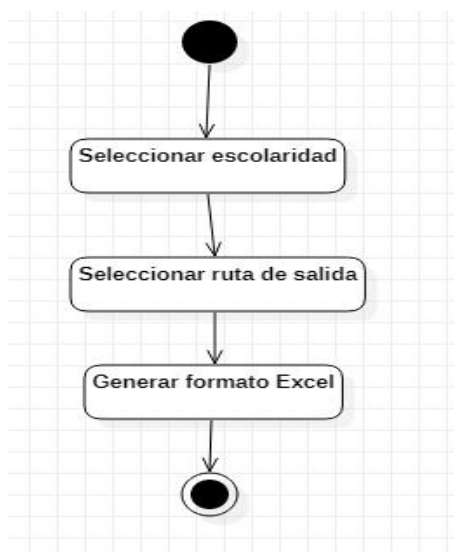 Seleccionar escolaridad
Seleccionar ruta de salida
Generar formato Excel